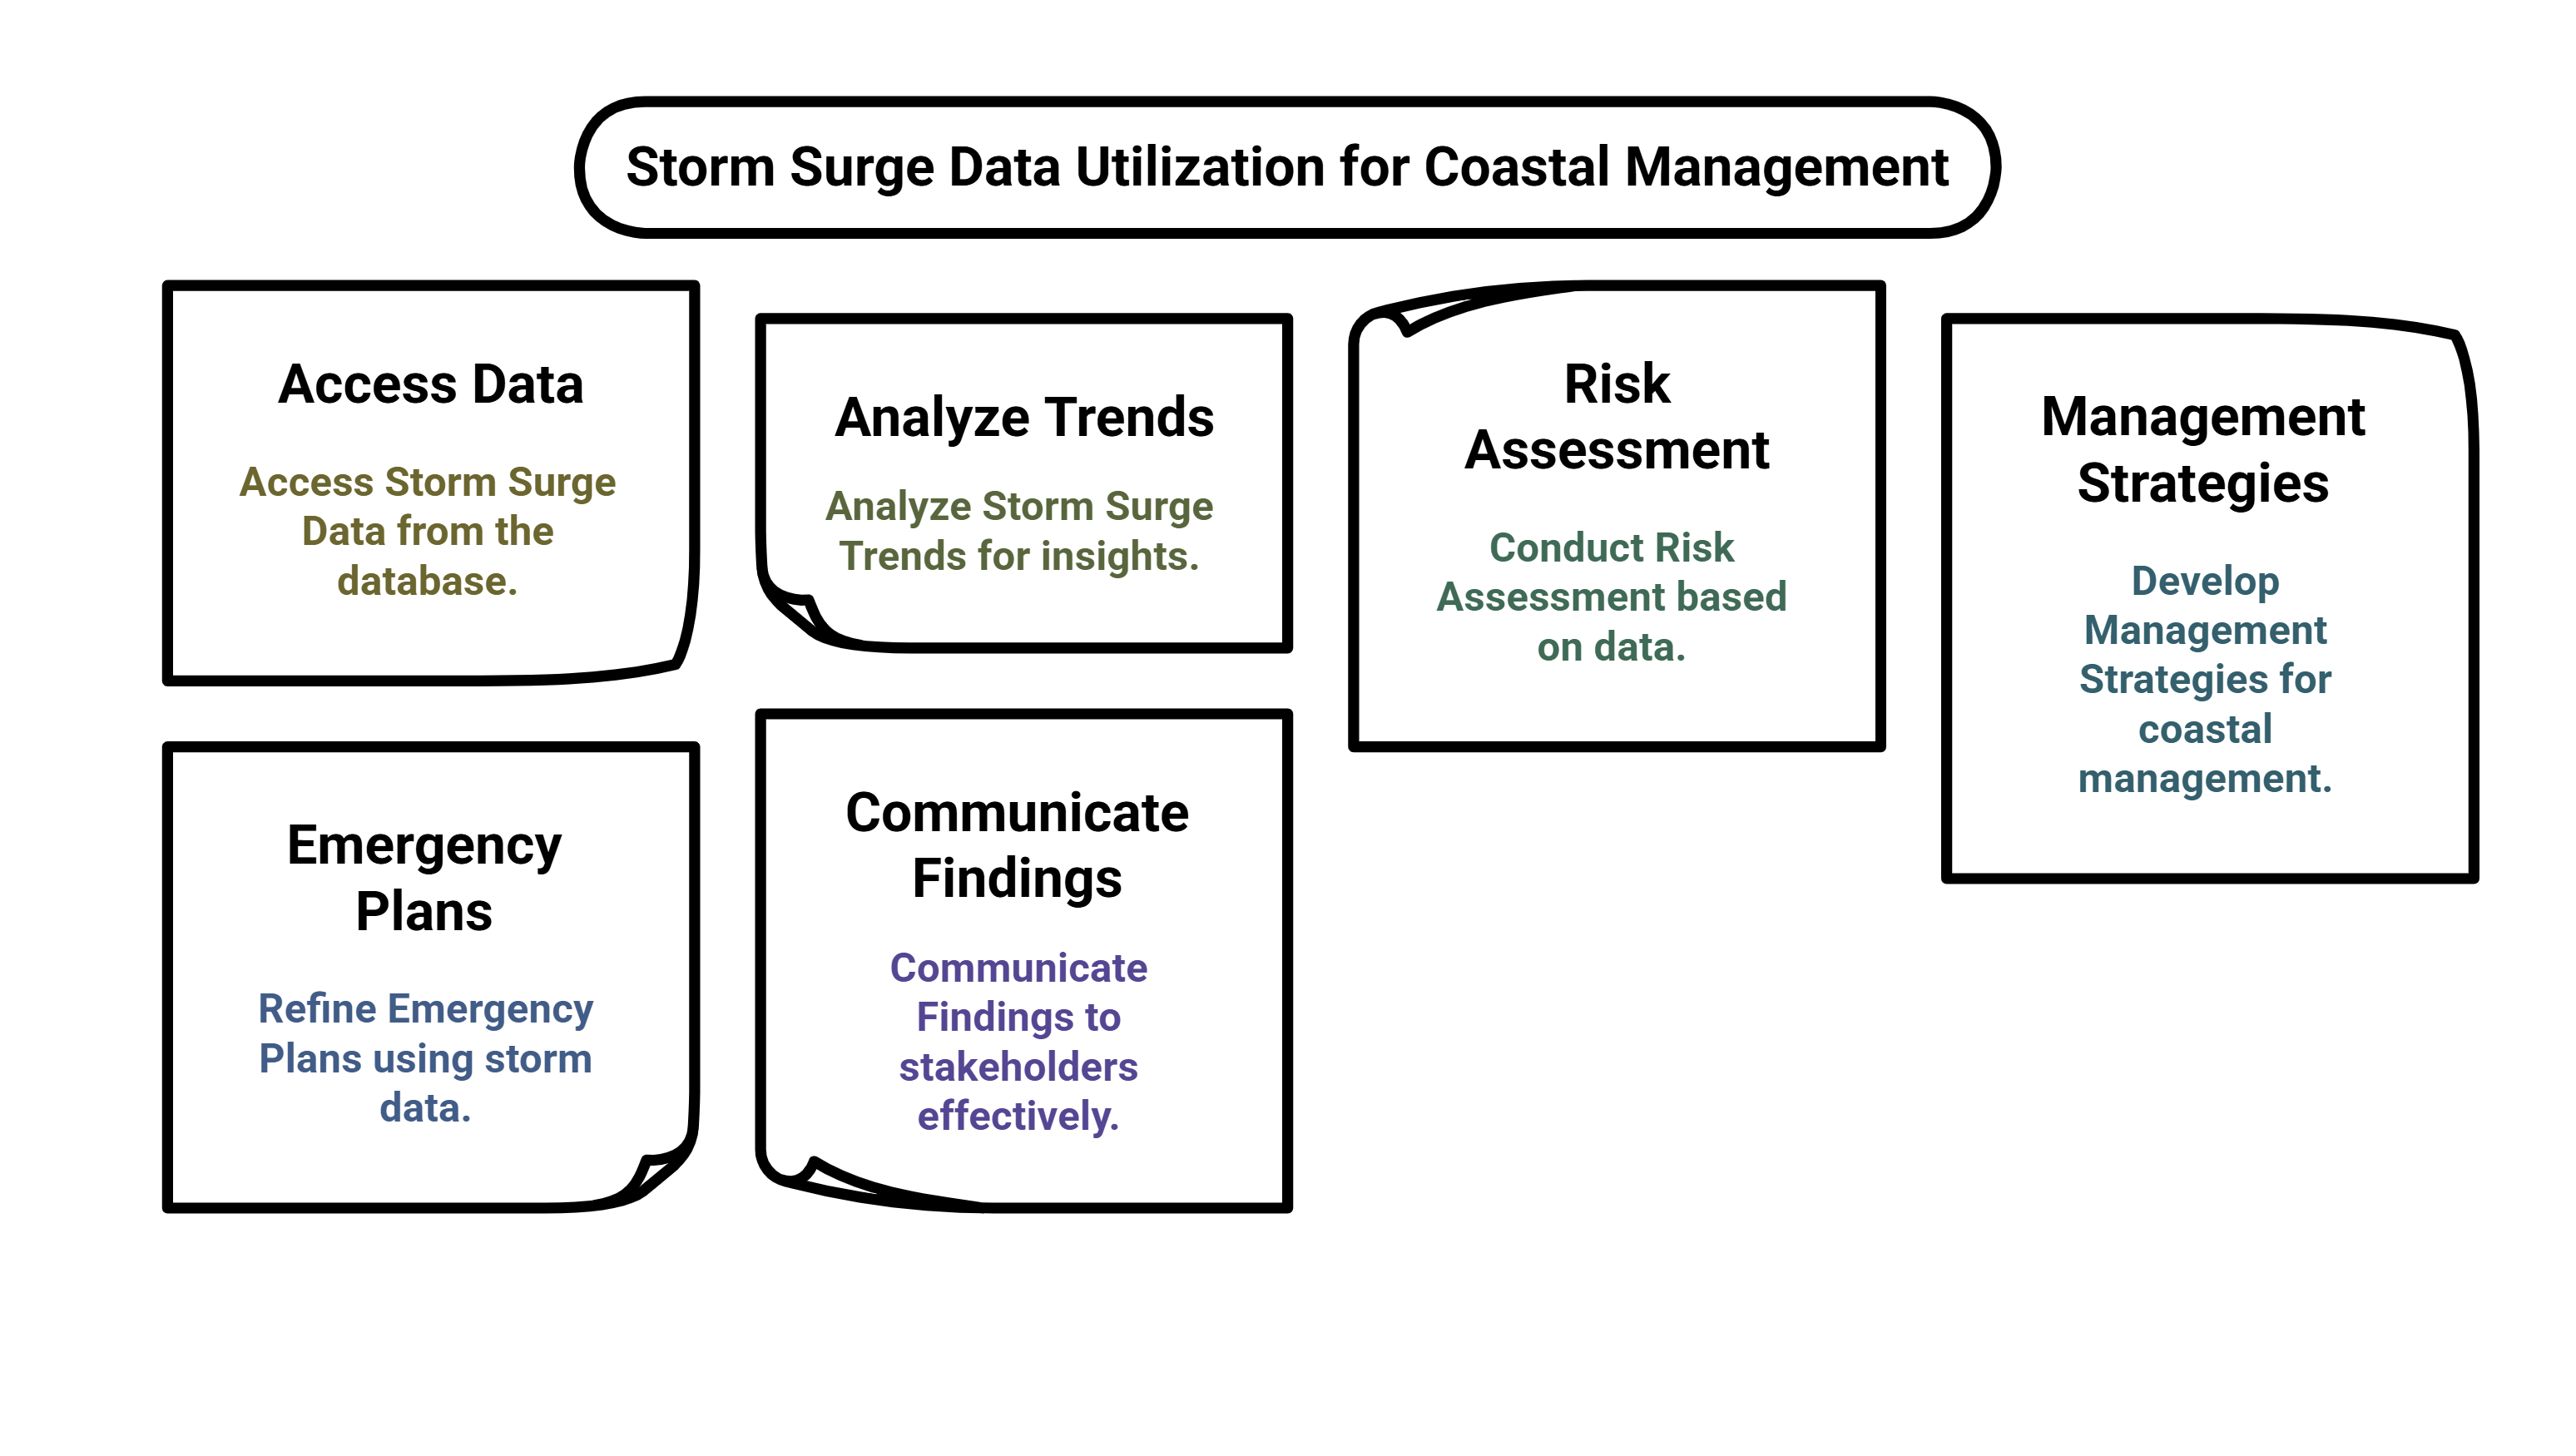 Storm Surge Data Utilization for Coastal Management
Access Data
Access Storm Surge
Data from the
database.
Analyze Trends
Analyze Storm Surge
Trends for insights.
Risk
Assessment
Conduct Risk
Assessment based
on data.
Management
Strategies
Develop
Management
Strategies for
coastal
management.
Emergency
Plans
Refine Emergency
Plans using storm
data.
Communicate
Findings
Communicate
Findings to
stakeholders
effectively.